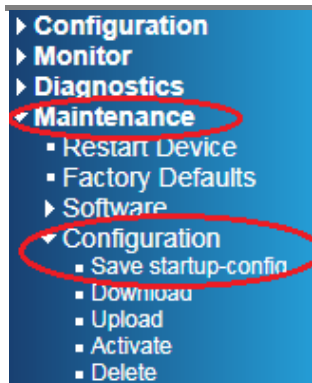 Configuration
Monitor
Diagnostics
Maintenance
Restart Device
Factory Defaults
Software
Configuration
Save startup-config
Download
Upload
Activate
Delete